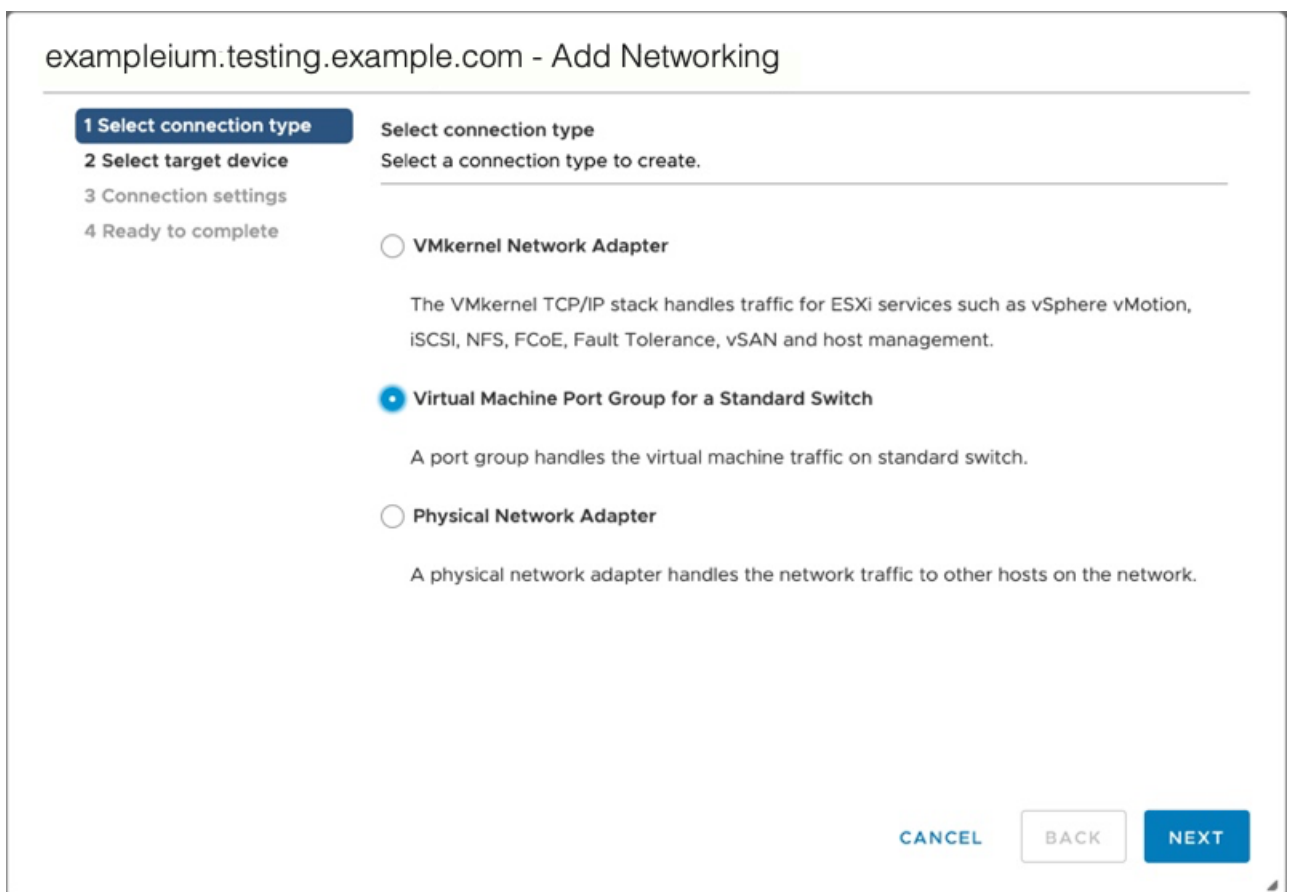 exampleium.testing.example.com - Add Networking
1 Select connection type
2 Select target device
3 Connection settings
4 Ready to complete
Select connection type
Select a connection type to create.
VMkernel Network Adapter
The VMkernel TCP/IP stack handles traffic for ESXi services such as vSphere vMotion,
iSCSI, NFS, FCoE, Fault Tolerance, vSAN and host management.
Virtual Machine Port Group for a Standard Switch
A port group handles the virtual machine traffic on standard switch.
Physical Network Adapter
A physical network adapter handles the network traffic to other hosts on the network.
CANCEL
BACK
NEXT